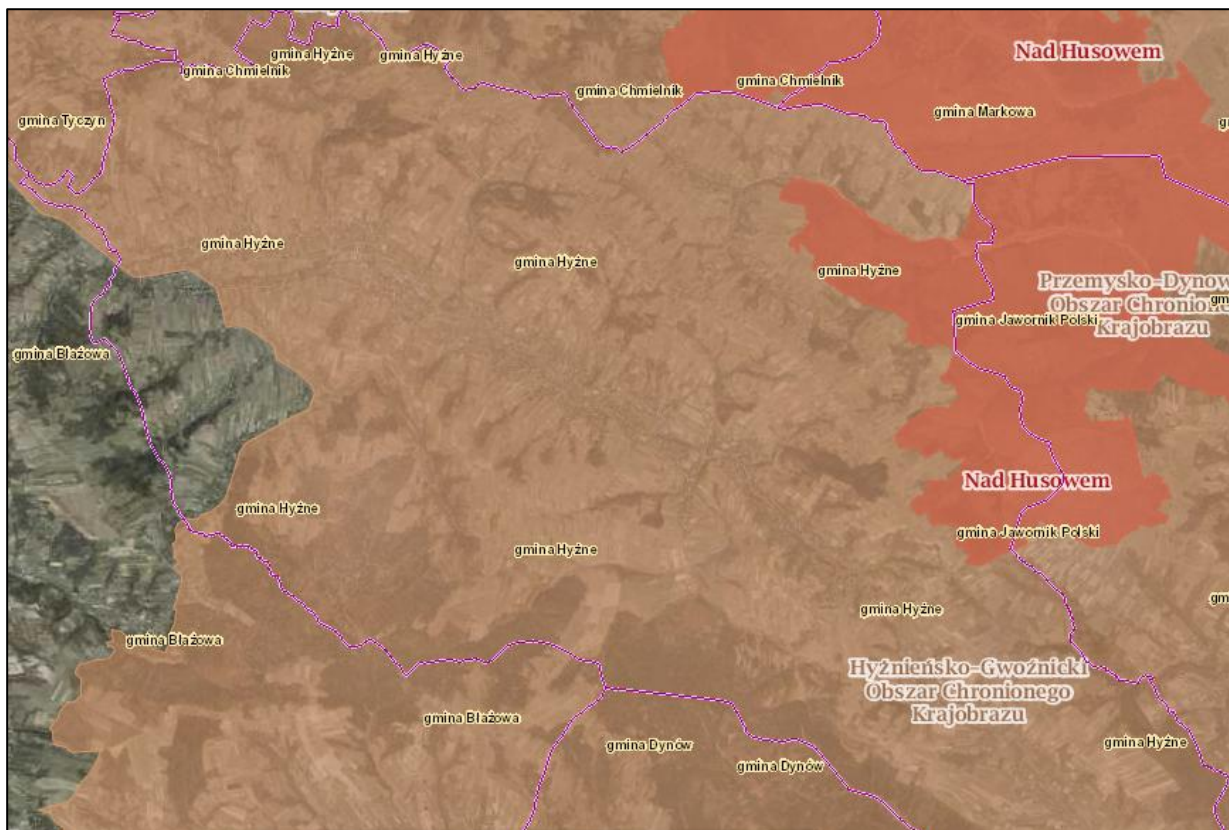 gmina Hyżne
gmina Hyżne
Nad Husowem
gmina Chmielnik
gmina Chmielnik
gmina Chmielnik
gmina Markowa
gmina Tyczyn
gmina Hyżne
gmina Hyżne
gmina Hyżne
Przemysko-Dynow
Obszar Chronione
Krajobrazu
gmina Jawornik Polski
gmina Błażowa
Nad Husowem
gmina Hyżne
gmina Jawornik Polski
gmina Hyżne
gmina Hyżne
gmina Błażowa
Hyżnieńsko-Gwoźnicki
Obszar Chronionego
Krajobrazu
gmina Błażowa
gmina Hyżne
gmina Dynów
gmina Dynów